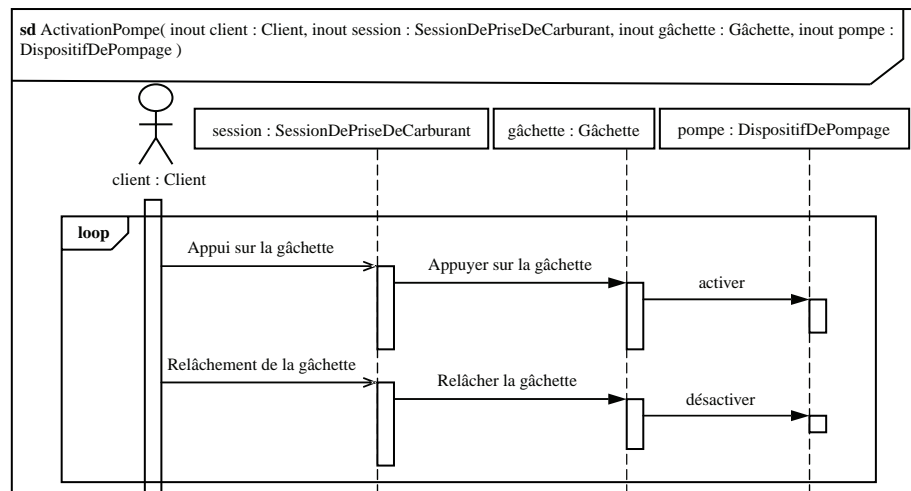 sd ActivationPompe( inout client : Client, inout session : SessionDePriseDeCarburant, inout gâchette : Gâchette, inout pompe :
DispositifDePompage )
session : SessionDePriseDeCarburant
gâchette : Gâchette
pompe : DispositifDePompage
client : Client
loop
Appui sur la gâchette
Appuyer sur la gâchette
activer
Relâchement de la gâchette
Relâcher la gâchette
désactiver